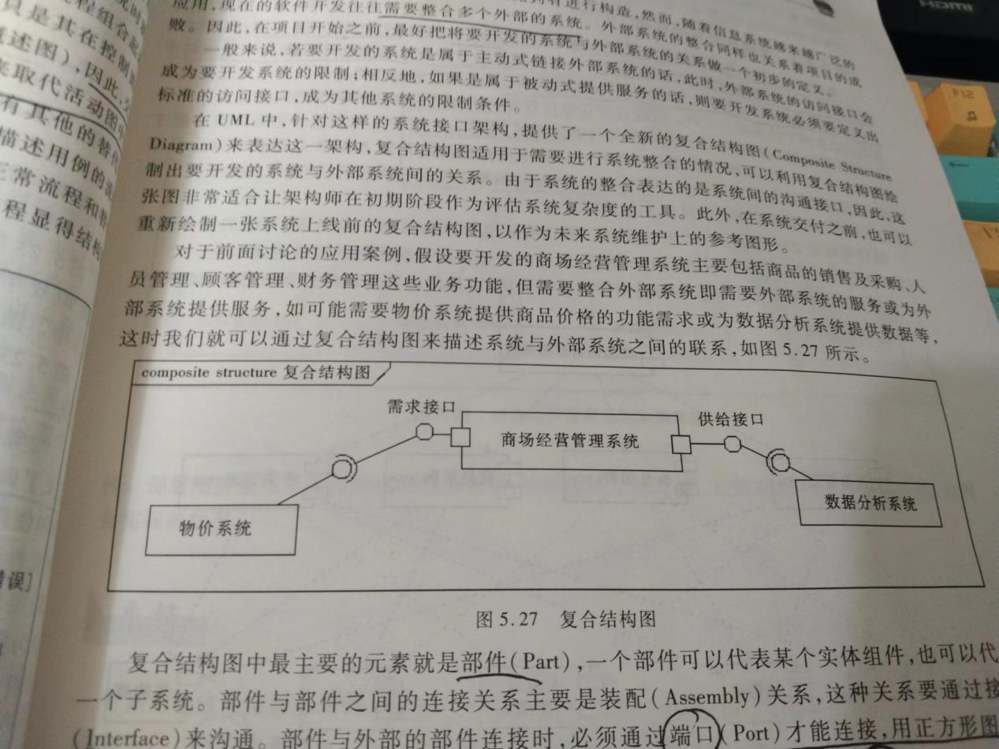 程组合起
只是其在控制
述图),因此,
来取代活动图
有其他的替代
描述用例的
正常流程和
程显得结构
错误]
进行构造,然而,随着信息系统越来越广泛的
应用,现在的软件开发往往需要整合多个外部的系统。外部系统的整合同样也关系着项目的成
败。因此,在项目开始之前,最好把将要开发的系统与外部系统的关系做一个初步的定义。
一般来说,若要开发的系统是属于主动式链接外部系统的话,此时,外部系统的访问接口会
成为要开发系统的限制;相反地,如果是属于被动式提供服务的话,则要开发系统必须要定义出
标准的访问接口,成为其他系统的限制条件。
在 UML 中,针对这样的系统接口架构,提供了一个全新的复合结构图(Composite Structure
Diagram)来表达这一架构,复合结构图适用于需要进行系统整合的情况,可以利用复合结构图绘
制出要开发的系统与外部系统间的关系。由于系统的整合表达的是系统间的沟通接口,因此,这
张图非常适合让架构师在初期阶段作为评估系统复杂度的工具。此外,在系统交付之前,也可以
重新绘制一张系统上线前的复合结构图,以作为未来系统维护上的参考图形。
对于前面讨论的应用案例,假设要开发的商场经营管理系统主要包括商品的销售及采购、人
员管理、顾客管理、财务管理这些业务功能,但需要整合外部系统即需要外部系统的服务或为外
部系统提供服务,如可能需要物价系统提供商品价格的功能需求或为数据分析系统提供数据等,
这时我们就可以通过复合结构图来描述系统与外部系统之间的联系,如图 5.27 所示。
composite structure 复合结构图
需求接口
供给接口
商场经营管理系统
数据分析系统
物价系统
图 5.27 复合结构图
复合结构图中最主要的元素就是部件(Part),一个部件可以代表某个实体组件,也可以代
一个子系统。部件与部件之间的连接关系主要是装配(Assembly)关系,这种关系要通过接
(Interface)来沟通。部件与外部的部件连接时,必须通过端口(Port)才能连接,用正方形图
HDMI
F12